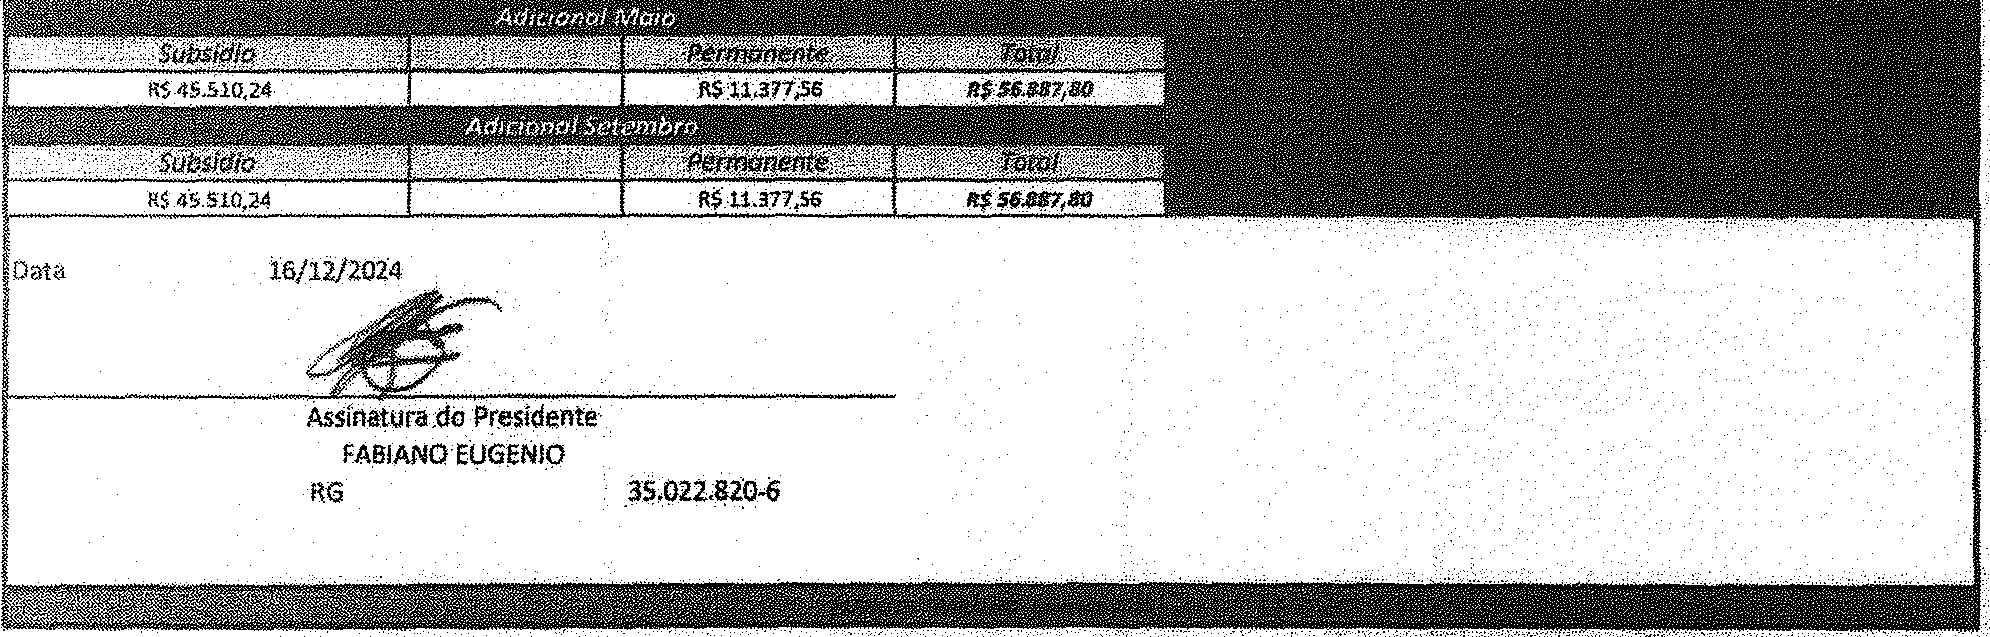 Adicional Maio
Subsídio Permanente Total
R$ 45.510,24 R$ 11.377,56 R$ 56.887,80
Adicional Setembro
Subsídio Permanente Total
R$ 45.510,24 R$ 11.377,56 R$ 56.887,80
Data 16/12/2024
Assinatura do Presidente
FABIANO EUGENIO
RG 35.022.820-6